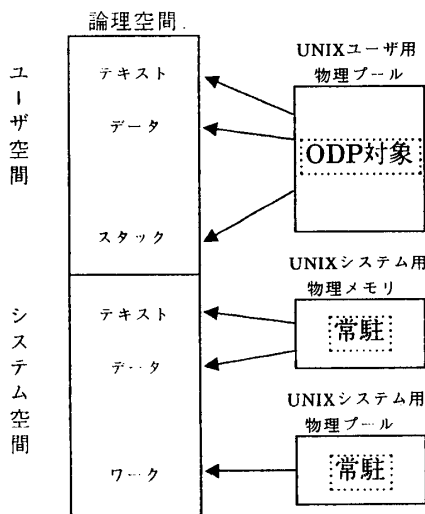 論理空間.
ユーザ空間
テキスト
データ
スタック
UNIXユーザ用
物理プール
ODP対象
システム空間
テキスト
データ
ワーク
UNIXシステム用
物理メモリ
常駐
UNIXシステム用
物理プール
常駐